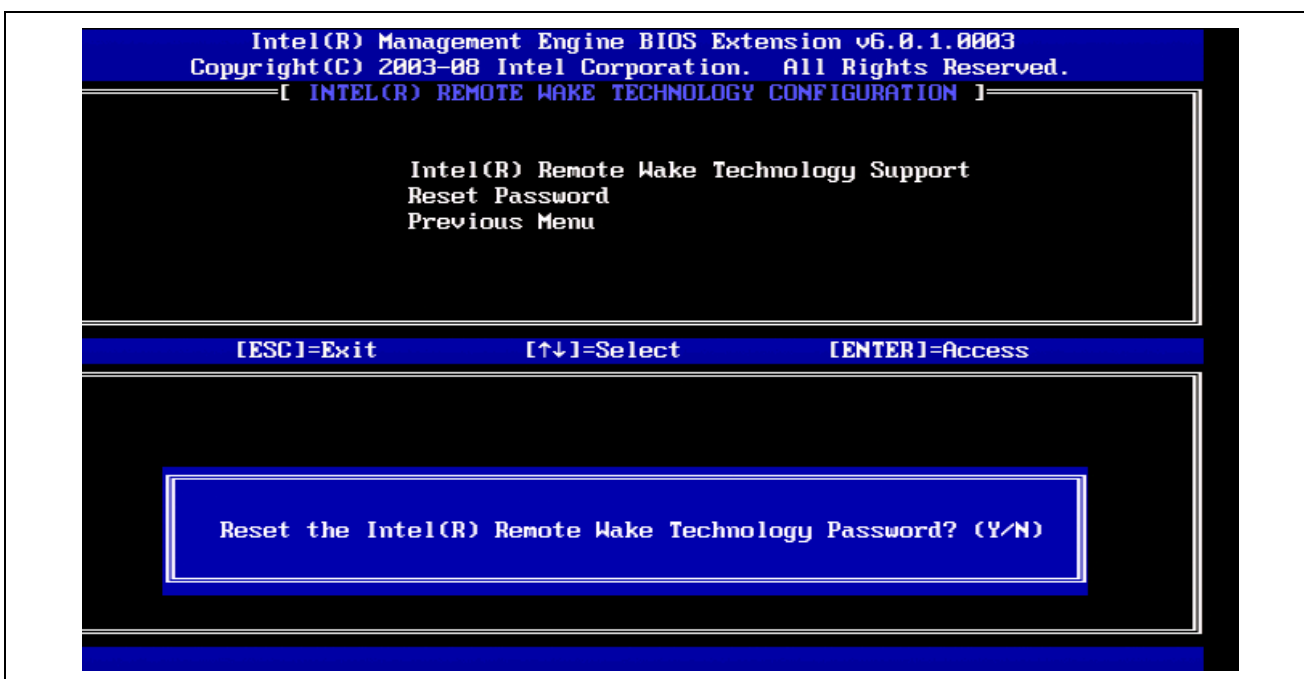 Intel(R) Management Engine BIOS Extension v6.0.1.0003
Copyright(C) 2003-08 Intel Corporation. All Rights Reserved.
[ INTEL(R) REMOTE WAKE TECHNOLOGY CONFIGURATION ]
Intel(R) Remote Wake Technology Support
Reset Password
Previous Menu
[ESC]=Exit [↑↓]=Select [ENTER]=Access
Reset the Intel(R) Remote Wake Technology Password? (Y/N)